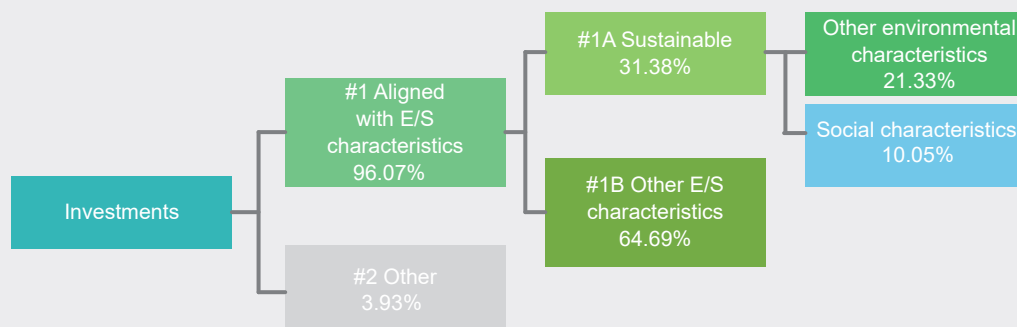 Investments
#1 Aligned
with E/S
characteristics
96.07%
#2 Other
3.93%
#1A Sustainable
31.38%
#1B Other E/S
characteristics
64.69%
Other environmental
characteristics
21.33%
Social characteristics
10.05%